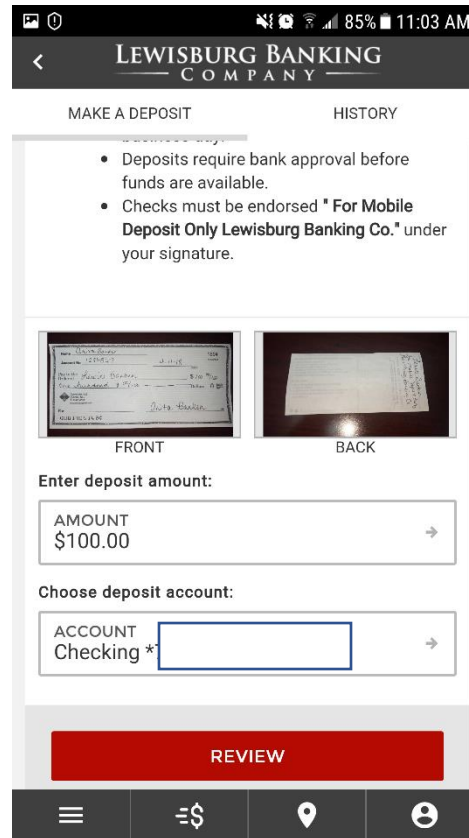 85% 11:03 AM
LEWISBURG BANKING
COMPANY
MAKE A DEPOSIT
HISTORY
business day.
• Deposits require bank approval before
funds are available.
• Checks must be endorsed " For Mobile
Deposit Only Lewisburg Banking Co." under
your signature.
FRONT
BACK
Enter deposit amount:
AMOUNT
$100.00
Choose deposit account:
ACCOUNT
Checking *
REVIEW